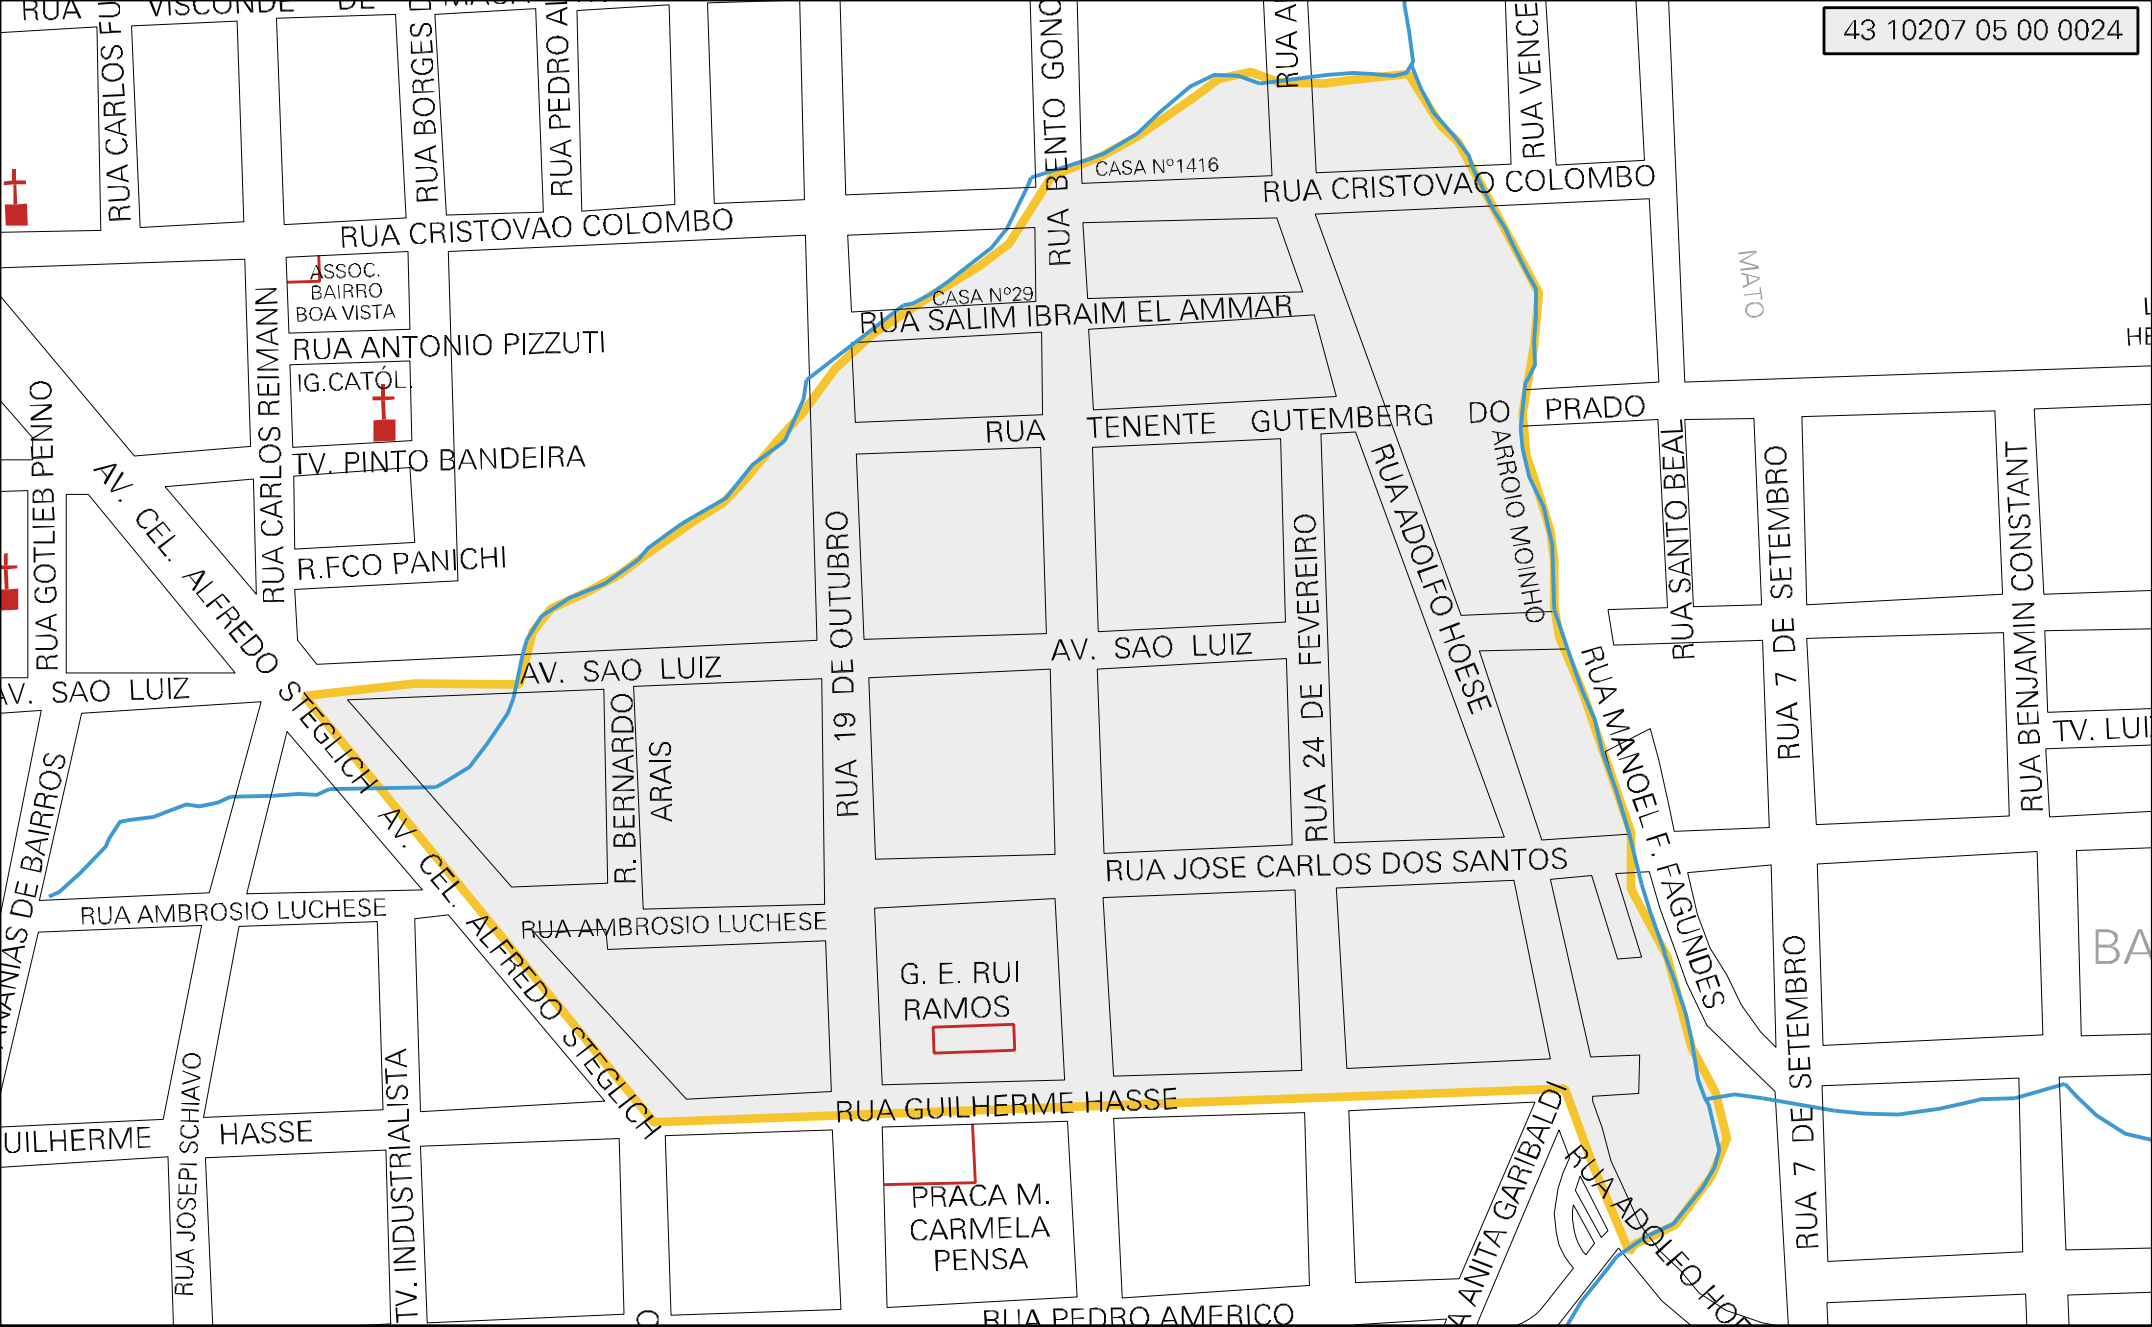 43 10207 05 00 0024
RUA
DE
RUA CARLOS
RUA BORGES
RUA PEDRO
RUA BENTO
RUA A
RUA VENCE
CASA Nº1416
RUA CRISTOVAO COLOMBO
RUA CRISTOVAO COLOMBO
ASSOC.
BAIRRO
BOA VISTA
MATO
CASA Nº29
RUA SALIM IBRAIM EL AMMAR
RUA ANTONIO PIZZUTI
IG.CATÓL.
RUA CARLOS REIMANN
RUA GOTLIEB PENNO
RUA TENENTE GUTEMBERG DO PRADO
TV. PINTO BANDEIRA
AV. CEL. ALFREDO STEGLICH
R.FCO PANICHI
ARROIO MOINHO
RUA ADOLFO HOESE
RUA SANTO BEAL
RUA 7 DE SETEMBRO
RUA BENJAMIN CONSTANT
RUA 19 DE OUTUBRO
RUA 24 DE FEVEREIRO
AV. SAO LUIZ
AV. SAO LUIZ
AV. SAO LUIZ
R. BERNARDO
ARAIS
RUA MANOEL F. FAGUNDES
TV. LUI
DE BAIRROS
AV. CEL. ALFREDO STEGLICH
RUA JOSE CARLOS DOS SANTOS
RUA AMBROSIO LUCHESE
RUA AMBROSIO LUCHESE
BA
G. E. RUI
RAMOS
RUA 7 DE SETEMBRO
RUA GUILHERME HASSE
UILHERME HASSE
RUA JOSEPI SCHIAVO
TV. INDUSTRIALISTA
PRACA M.
CARMELA
PENSA
A ANITA GARIBALDI
RUA ADOLFO HO
RUA PEDRO AMERICO